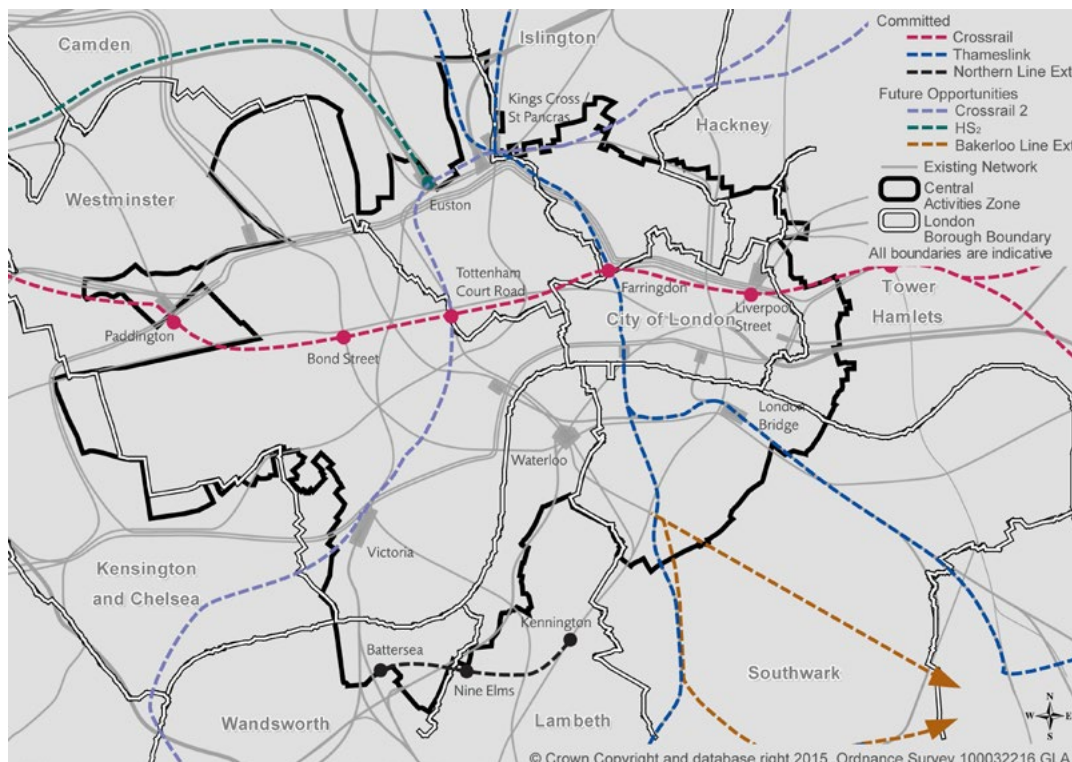 Committed
Crossrail
Thameslink
Northern Line Ext
Future Opportunities
Crossrail 2
HS2
Bakerloo Line Ext
Existing Network
Central
Activities Zone
London
Borough Boundary
All boundaries are indicative
Camden
Islington
Kings Cross /
St Pancras
Hackney
Westminster
Euston
Tottenham
Court Road
Farringdon
Liverpool
Street
Tower
Hamlets
City of London
Paddington
Bond Street
London
Bridge
Waterloo
Victoria
Kensington
and Chelsea
Kennington
Battersea
Nine Elms
Southwark
Wandsworth
Lambeth
N
W
E
S
© Crown Copyright and database right 2015. Ordnance Survey 100032216 GLA